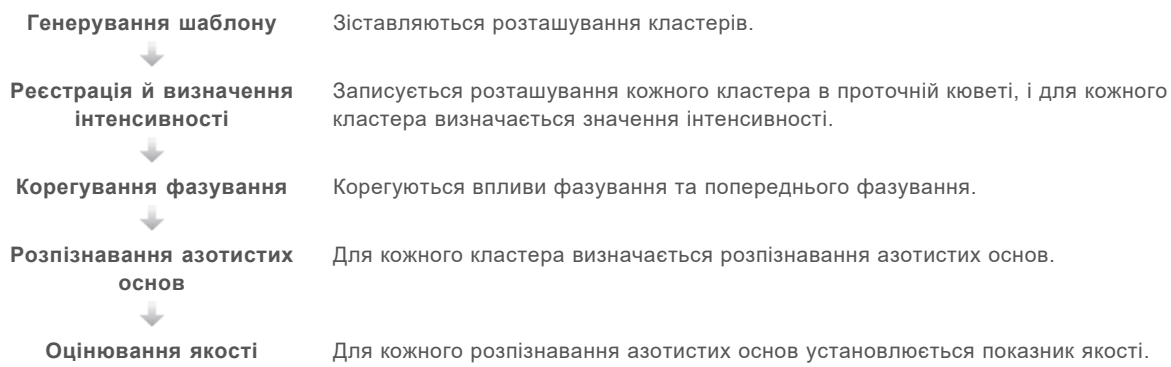 Генерування шаблону
Зіставляються розташування кластерів.
Реєстрація й визначення
інтенсивності
Записується розташування кожного кластера в проточній кюветі, і для кожного
кластера визначається значення інтенсивності.
Корегування фазування
Корегуються впливи фазування та попереднього фазування.
Розпізнавання азотистих
основ
Для кожного кластера визначається розпізнавання азотистих основ.
Оцінювання якості
Для кожного розпізнавання азотистих основ установлюється показник якості.